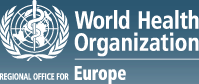 World Health
Organization
REGIONAL OFFICE FOR Europe